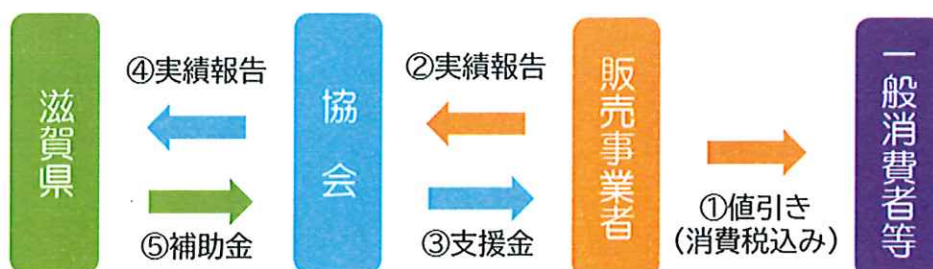 滋賀県
④実績報告
⑤補助金
協会
②実績報告
③支援金
販売事業者
①値引き
(消費税込み)
一般消費者等